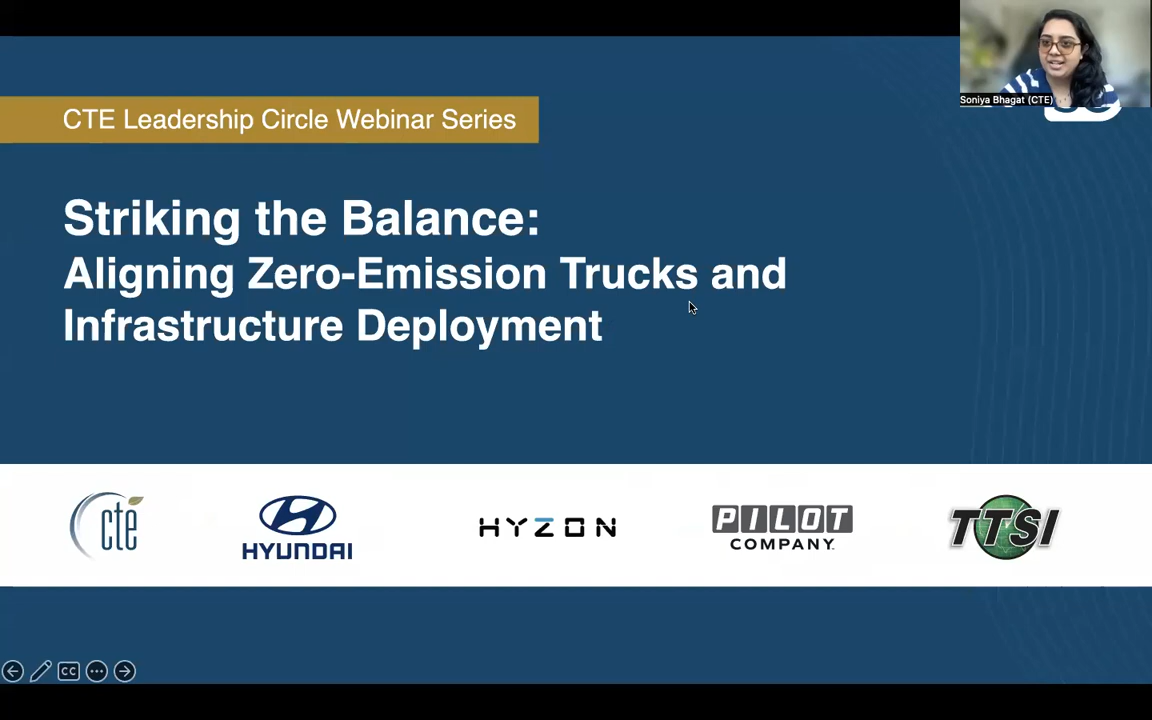 Soniya Bhagat (CTE)
CTE Leadership Circle Webinar Series
Striking the Balance:
Aligning Zero-Emission Trucks and
Infrastructure Deployment
cte
HYUNDAI
HYZON
PILOT
COMPANY
TTSI
CC